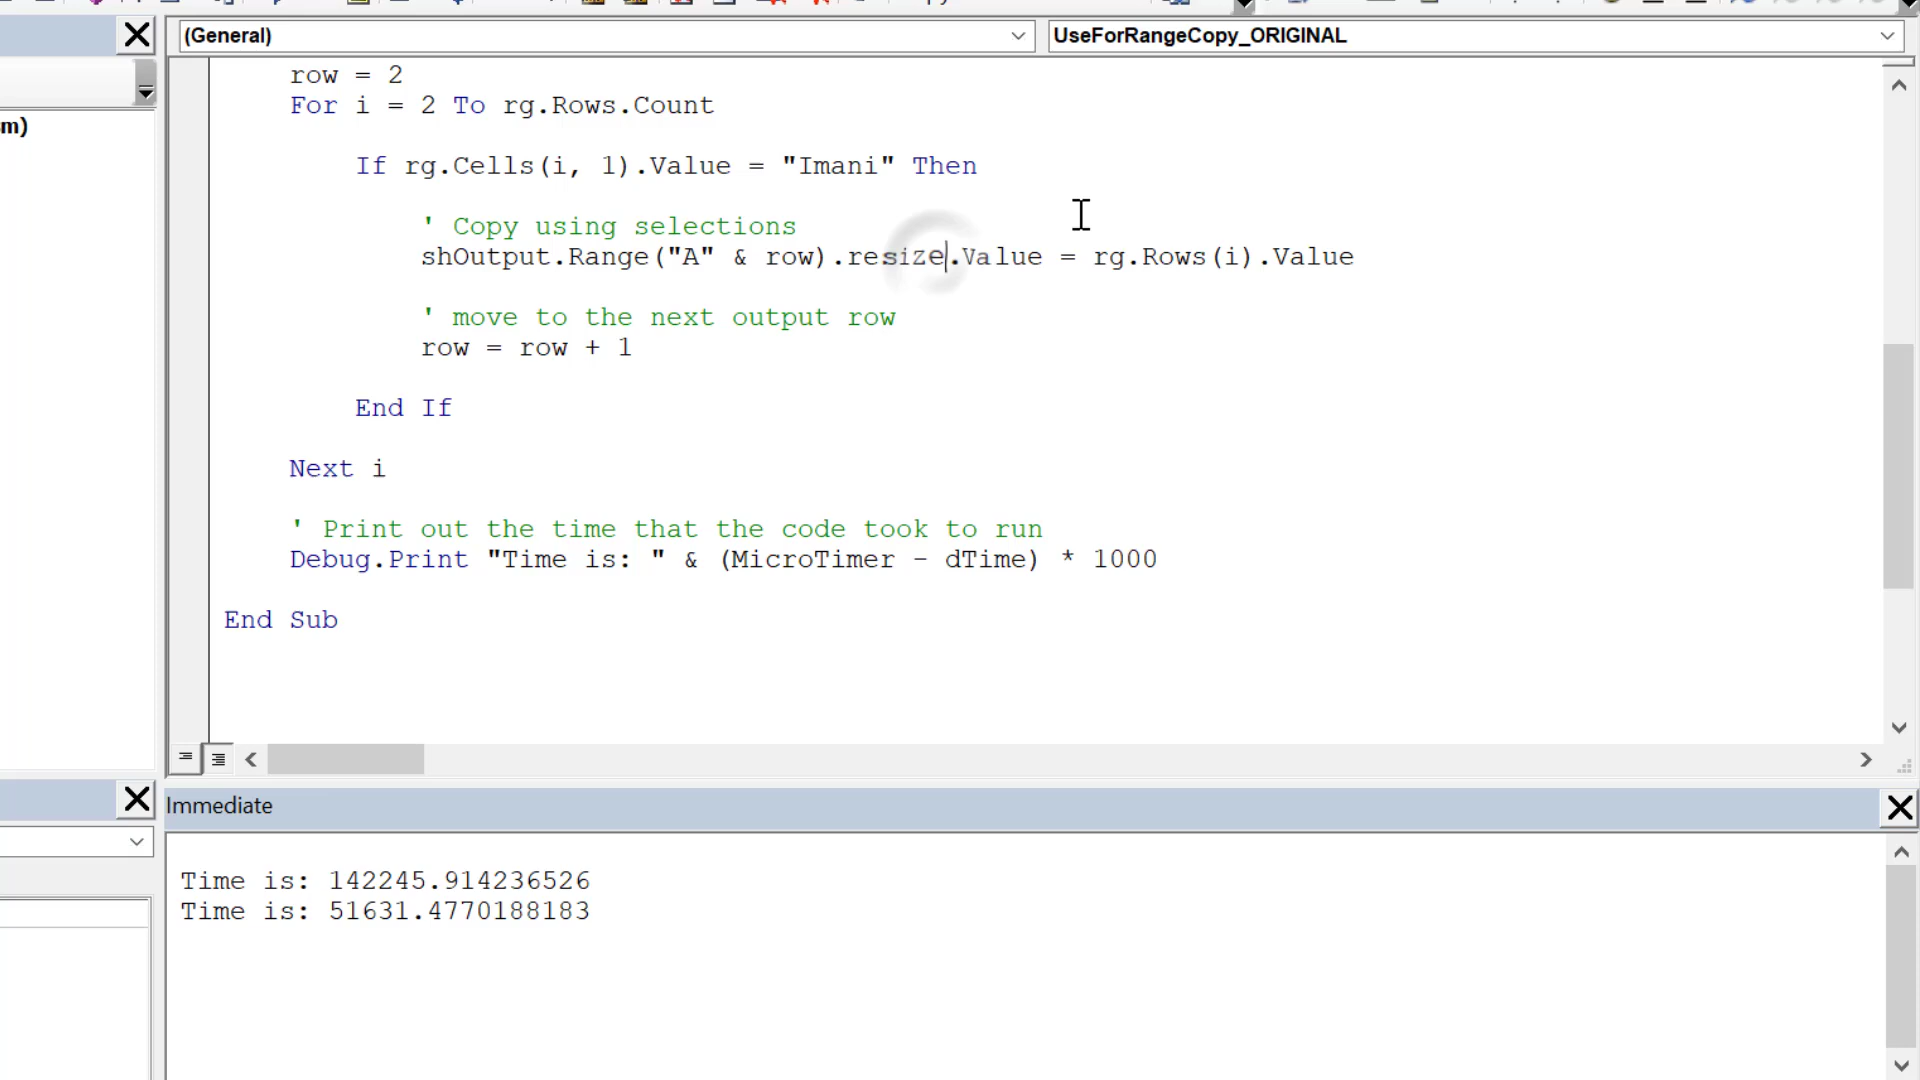 (General)
UseForRangeCopy_ORIGINAL
m)
row = 2
For i = 2 To rg.Rows.Count
If rg.Cells(i, 1).Value = "Imani" Then
' Copy using selections
shOutput.Range("A" & row).resize.Value = rg.Rows(i).Value
' move to the next output row
row = row + 1
End If
Next i
' Print out the time that the code took to run
Debug.Print "Time is: " & (MicroTimer - dTime) * 1000
End Sub
Immediate
Time is: 142245.914236526
Time is: 51631.4770188183